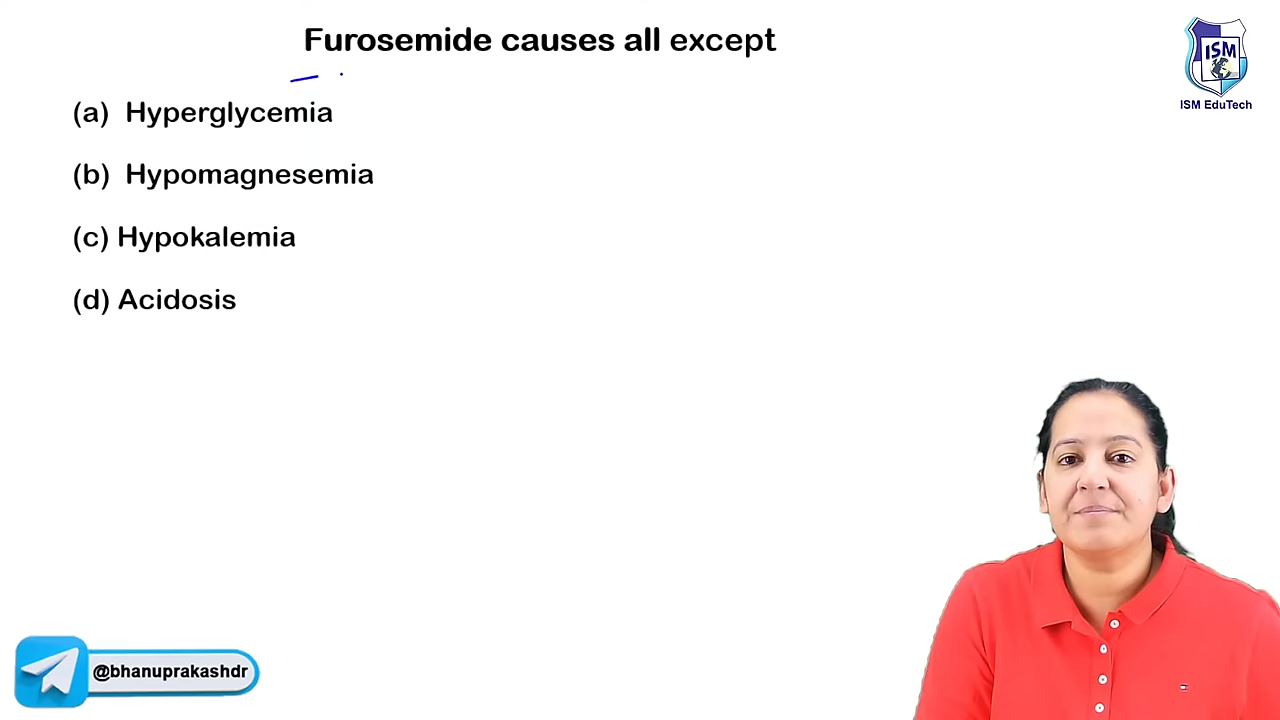 Furosemide causes all except
ISM
ISM EduTech
(a) Hyperglycemia
(b) Hypomagnesemia
(c) Hypokalemia
(d) Acidosis
@bhanuprakashdr